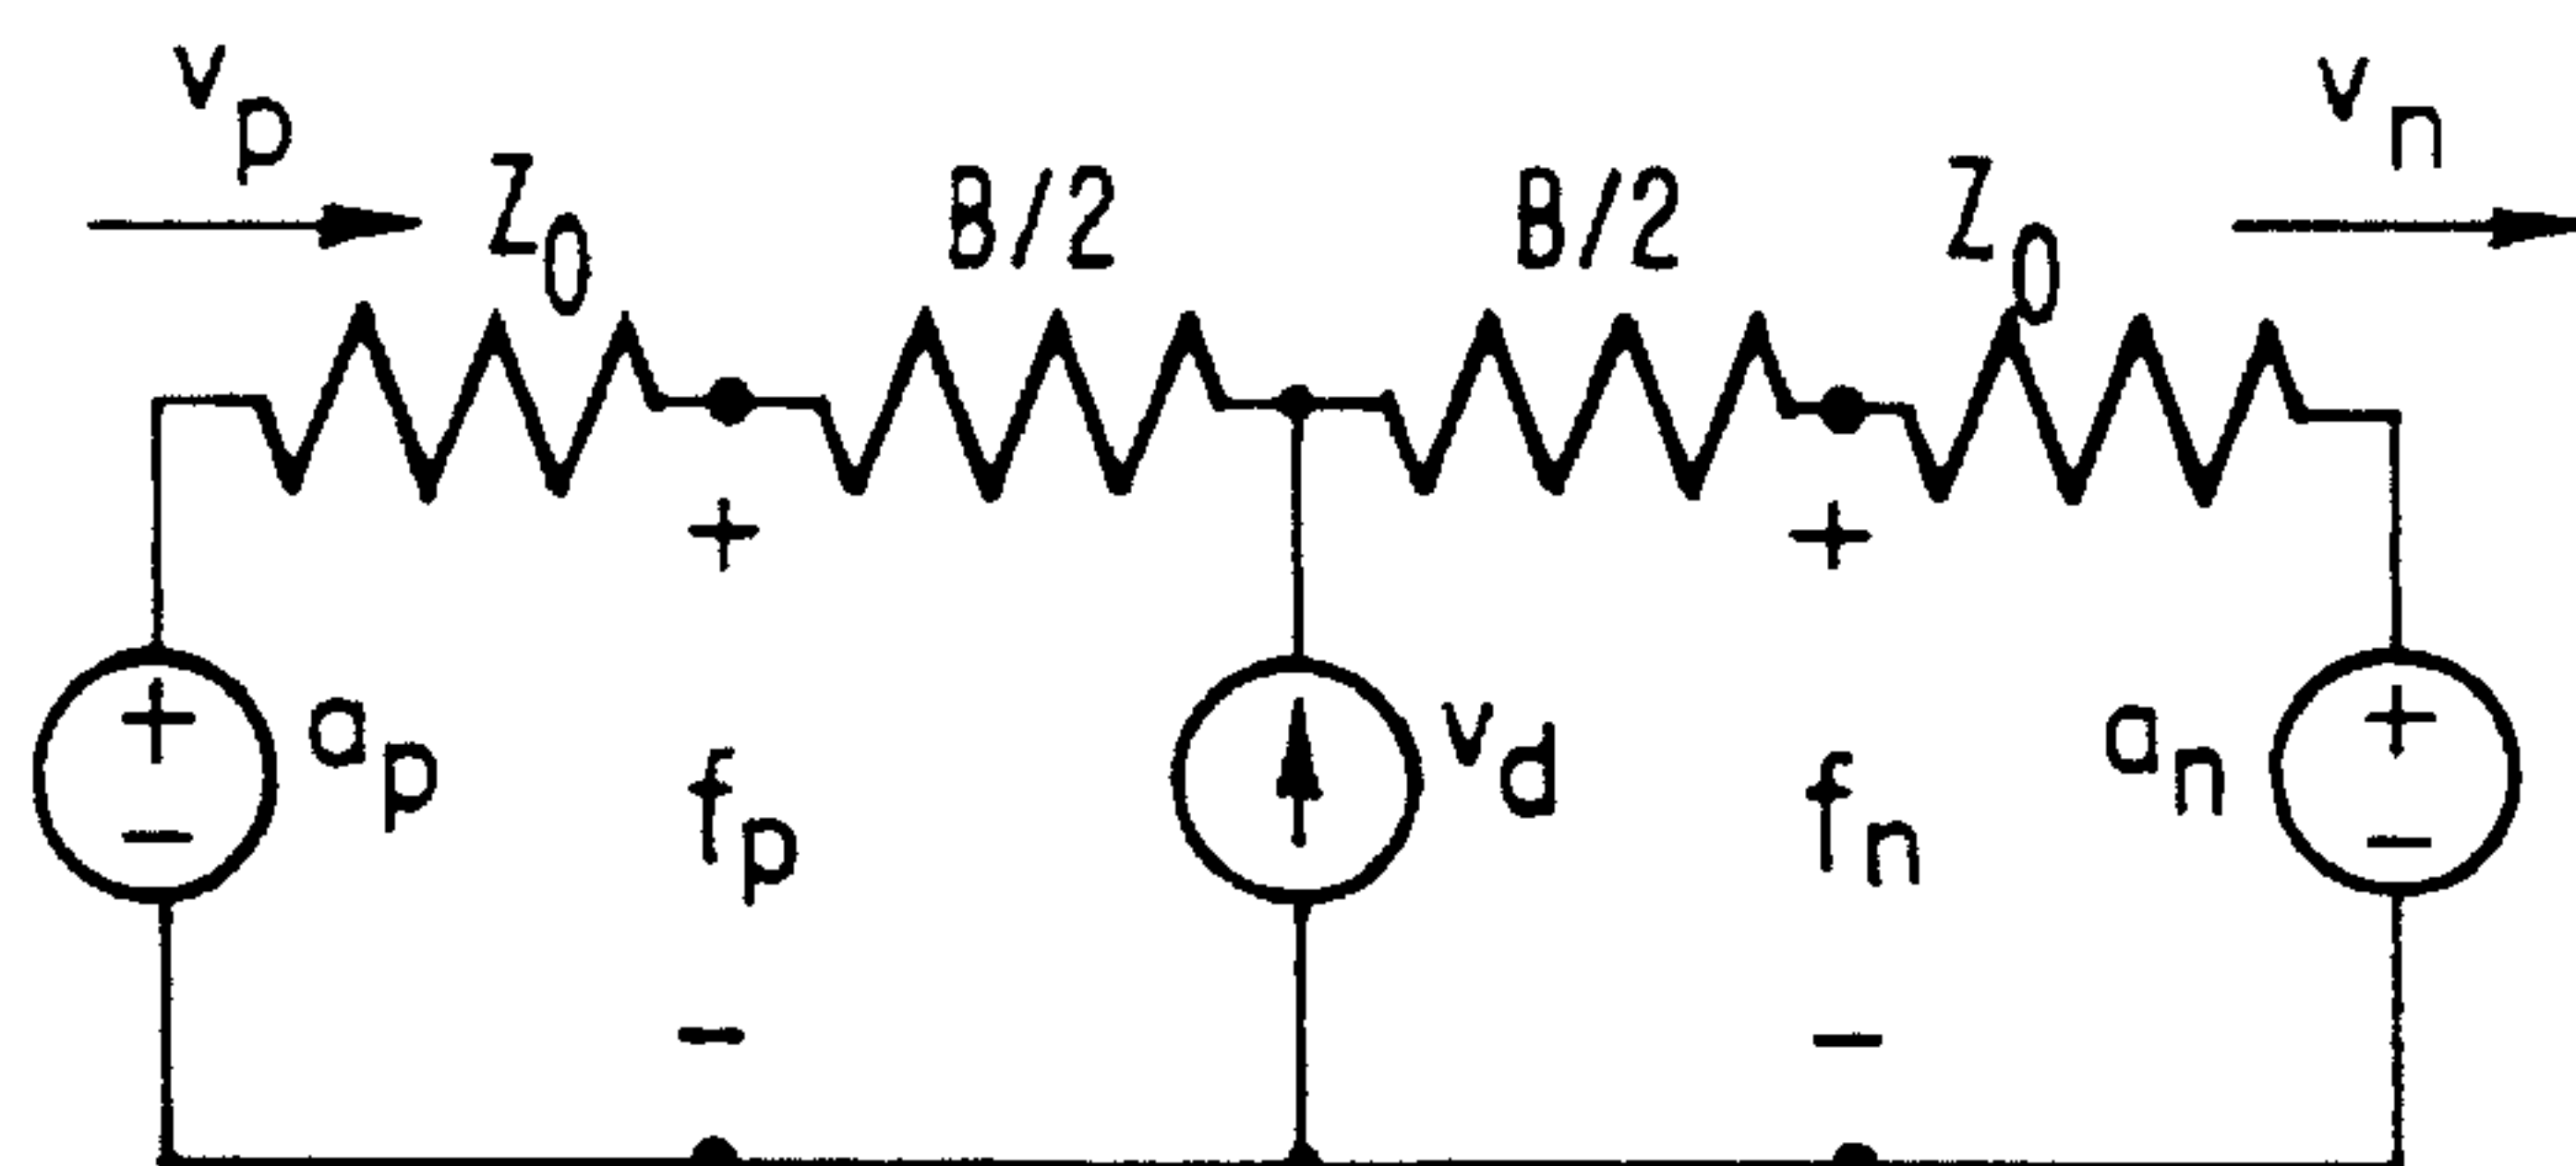 v_p Z_0 B/2 B/2 Z_0 v_n
+ +
+ a_p − f_p − v_d f_n − a_n + −